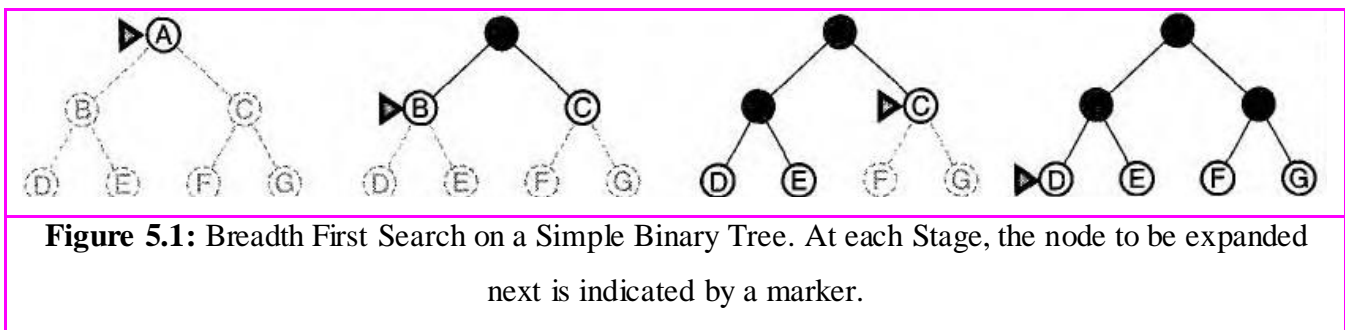 A
B C B C C
D E F G D E F G D E F G D E F G
Figure 5.1: Breadth First Search on a Simple Binary Tree. At each Stage, the node to be expanded
next is indicated by a marker.